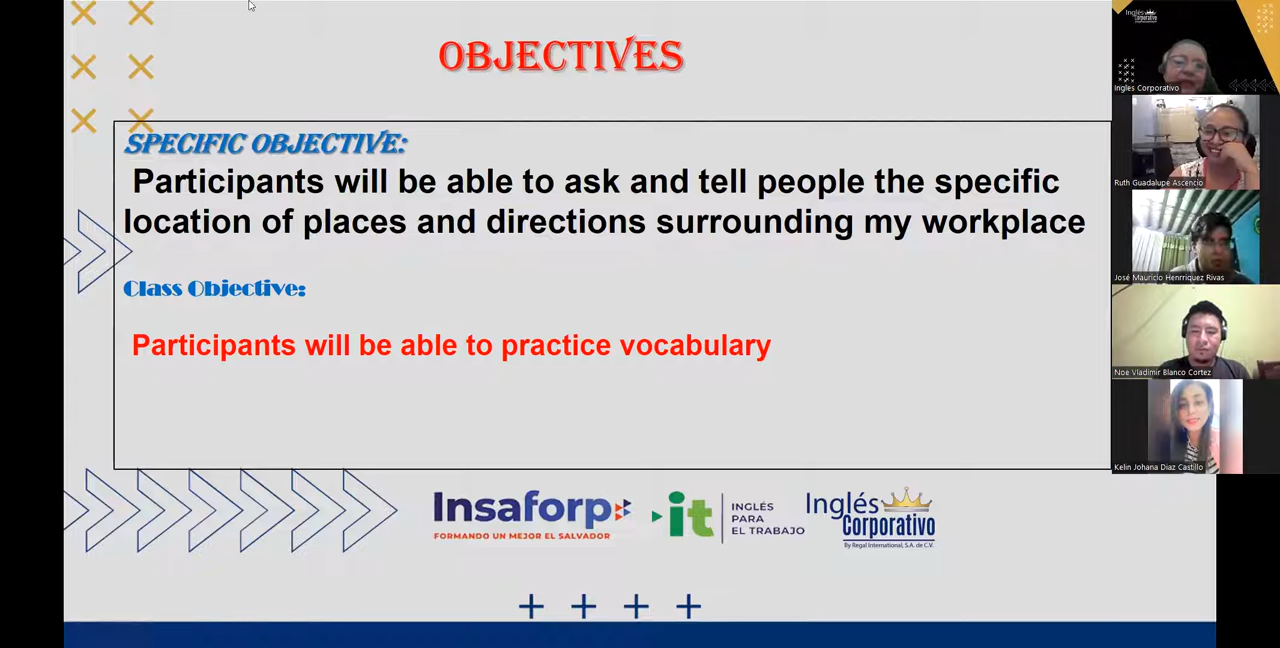 OBJECTIVES
SPECIFIC OBJECTIVE:
Participants will be able to ask and tell people the specific
location of places and directions surrounding my workplace
Class Objective:
Participants will be able to practice vocabulary
Insaforp
FORMANDO UN MEJOR EL SALVADOR
it
INGLÉS
PARA
EL TRABAJO
Inglés
Corporativo
By Regal International, S.A. de C.V.
Inglés
Corporativo
Ingles Corporativo
Ruth Guadalupe Ascencio
José Mauricio Henrriquez Rivas
Noe Vladimir Blanco Cortez
Kelin Johana Diaz Castillo